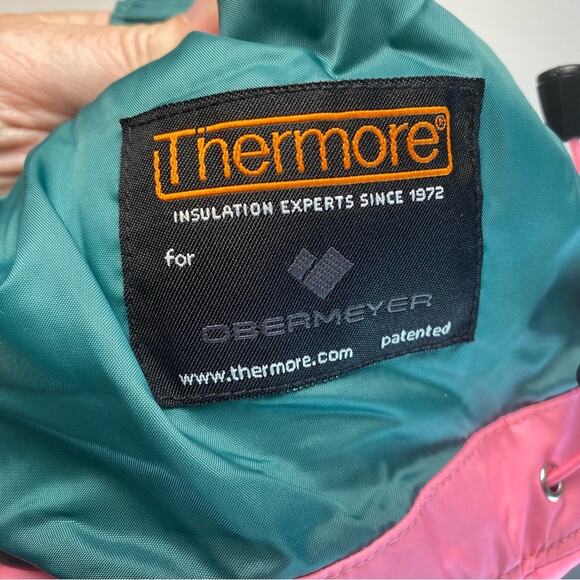 Thermore®
INSULATION EXPERTS SINCE 1972
for
OBERMEYER
patented
www.thermore.com